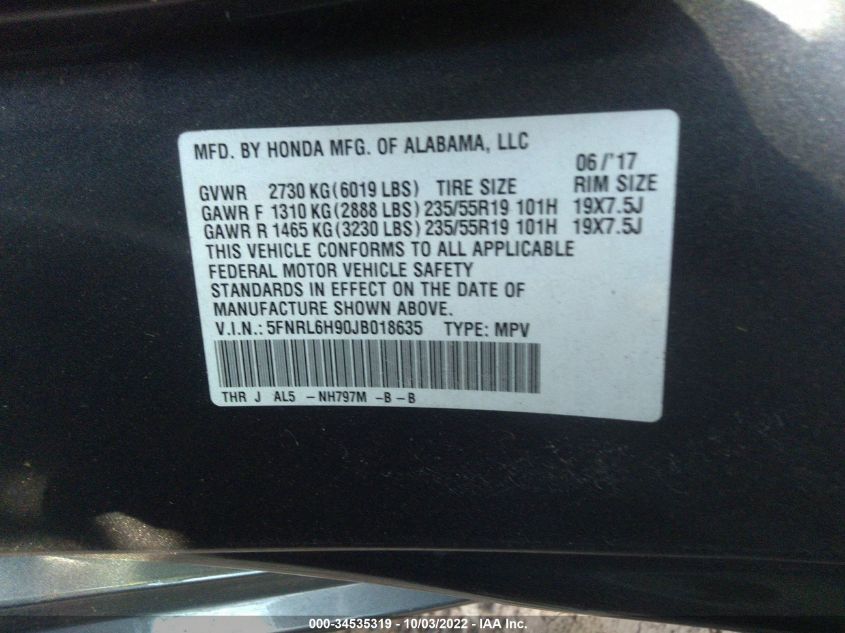 MFD. BY HONDA MFG. OF ALABAMA, LLC
06/'17
GVWR 2730 KG(6019 LBS) TIRE SIZE RIM SIZE
GAWR F 1310 KG(2888 LBS) 235/55R19 101H 19X7.5J
GAWR R 1465 KG(3230 LBS) 235/55R19 101H 19X7.5J
THIS VEHICLE CONFORMS TO ALL APPLICABLE
FEDERAL MOTOR VEHICLE SAFETY
STANDARDS IN EFFECT ON THE DATE OF
MANUFACTURE SHOWN ABOVE.
V.I.N.: 5FNRL6H90JB018635 TYPE: MPV
THR J AL5 -NH797M -B-B
000-34535319 - 10/03/2022 - IAA Inc.